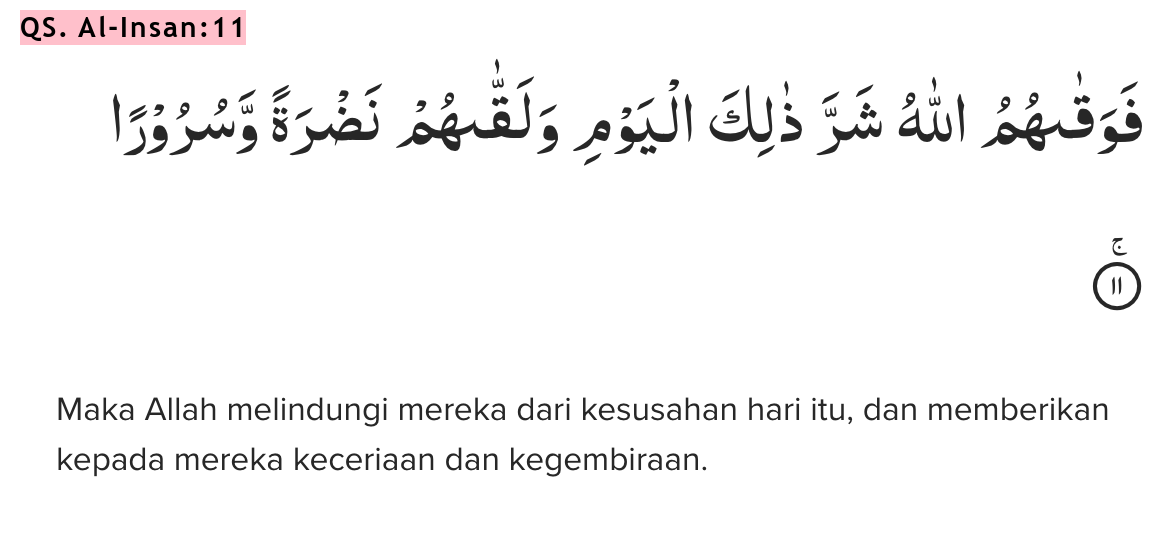 QS. Al-Insan:11
فَوَقٰىهُمُ اللّٰهُ شَرَّ ذٰلِكَ الْيَوْمِ وَلَقّٰىهُمْ نَضْرَةً وَّسُرُوْرًا
ۚ
١١
Maka Allah melindungi mereka dari kesusahan hari itu, dan memberikan
kepada mereka keceriaan dan kegembiraan.